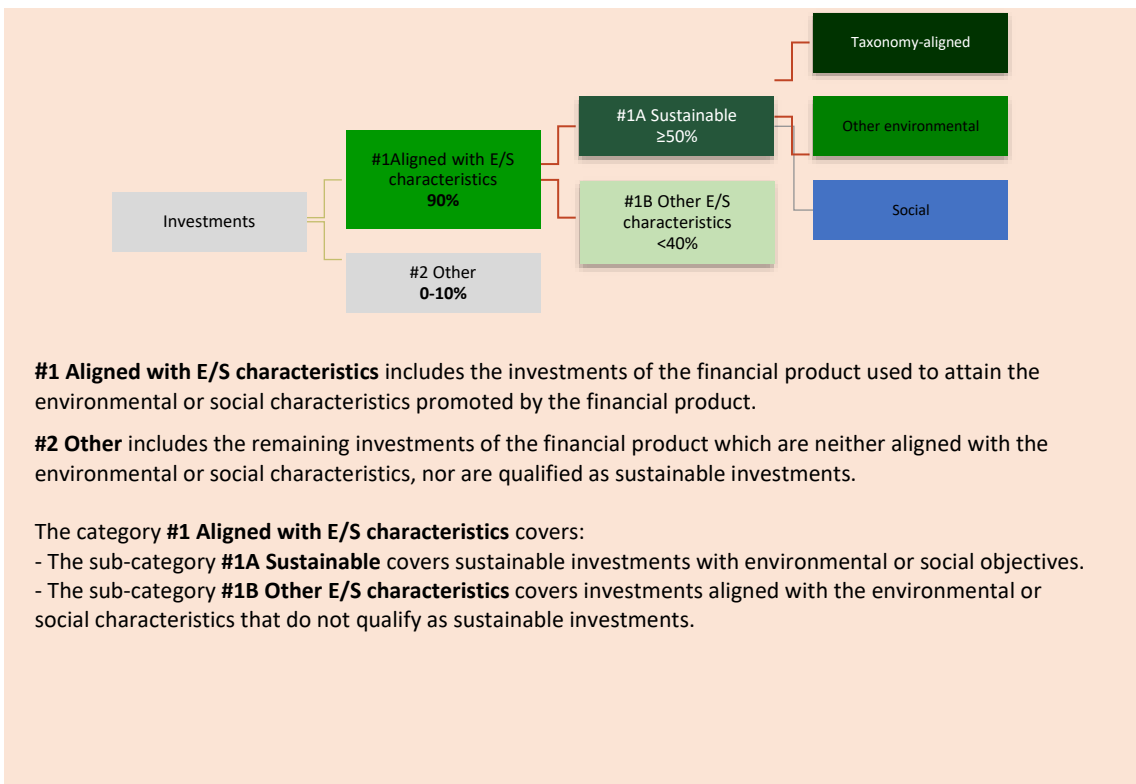 Taxonomy-aligned
#1A Sustainable
≥50%
Other environmental
#1Aligned with E/S
characteristics
90%
#1B Other E/S
characteristics
<40%
Investments
Social
#2 Other
0-10%
#1 Aligned with E/S characteristics includes the investments of the financial product used to attain the
environmental or social characteristics promoted by the financial product.
#2 Other includes the remaining investments of the financial product which are neither aligned with the
environmental or social characteristics, nor are qualified as sustainable investments.
The category #1 Aligned with E/S characteristics covers:
- The sub-category #1A Sustainable covers sustainable investments with environmental or social objectives.
- The sub-category #1B Other E/S characteristics covers investments aligned with the environmental or
social characteristics that do not qualify as sustainable investments.